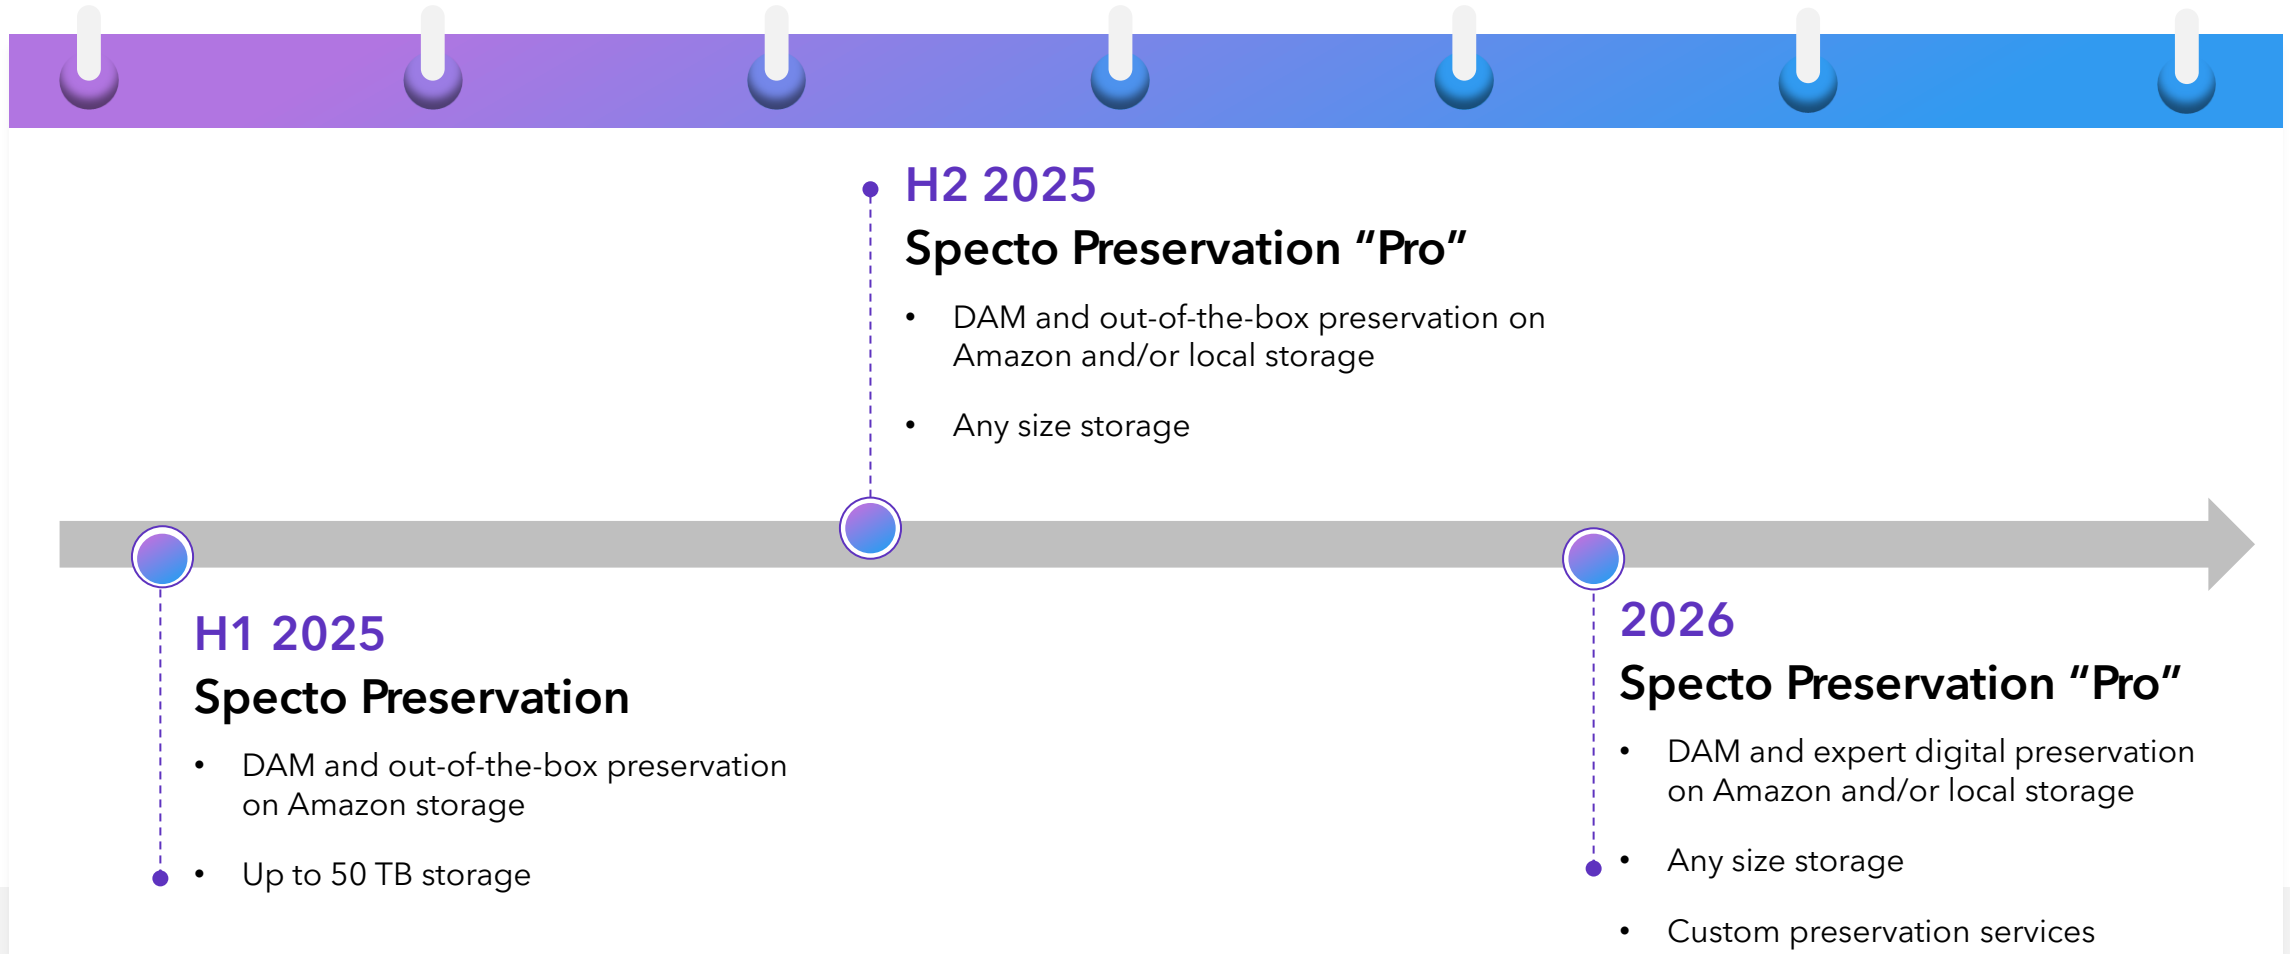 H2 2025
Specto Preservation “Pro”
• DAM and out-of-the-box preservation on
Amazon and/or local storage
• Any size storage
H1 2025
Specto Preservation
• DAM and out-of-the-box preservation
on Amazon storage
• Up to 50 TB storage
2026
Specto Preservation “Pro”
• DAM and expert digital preservation
on Amazon and/or local storage
• Any size storage
• Custom preservation services